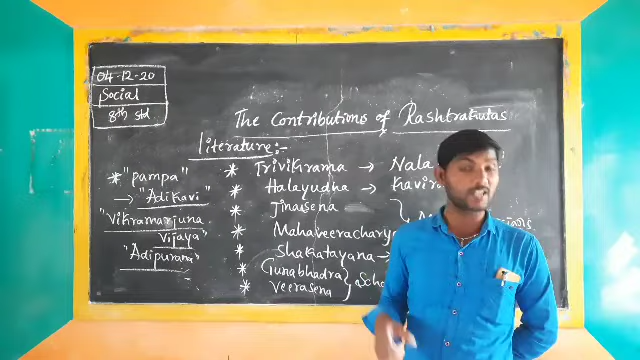 04-12-20
Social
8th std
The Contributions of Rashtrakutas
Literature:-
* "pampa"
→ "Adikavi"
"Vikramarjuna
Vijaya"
"Adipurana"
* Trivikrama → Nala
* Halayudha → Kavira
* Jinasena
* Mahaveeracharya
* Shakatayana →
* Gunabhadra
* Veerasena